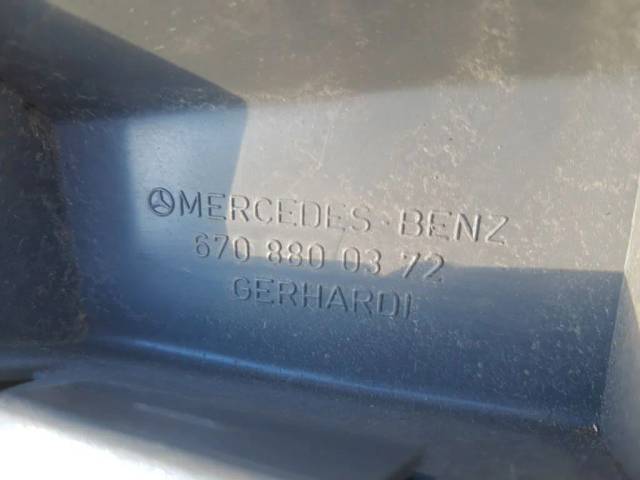 MERCEDES-BENZ
670 880 03 72
GERHARDI